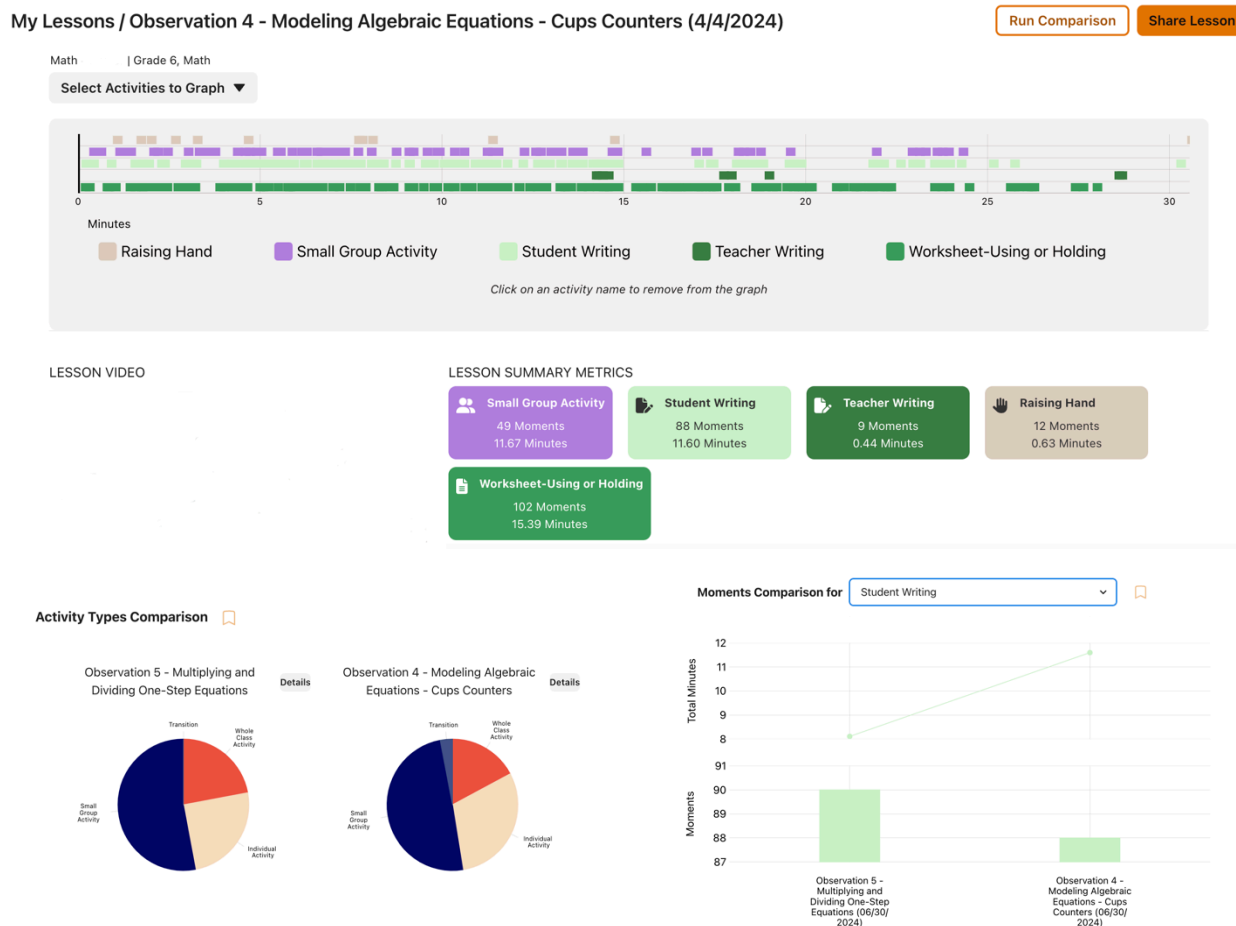 My Lessons / Observation 4 - Modeling Algebraic Equations - Cups Counters (4/4/2024)
Run Comparison
Share Lesson
Math | Grade 6, Math
Select Activities to Graph
0 5 10 15 20 25 30
Minutes
Raising Hand
Small Group Activity
Student Writing
Teacher Writing
Worksheet-Using or Holding
Click on an activity name to remove from the graph
LESSON VIDEO
LESSON SUMMARY METRICS
Small Group Activity
49 Moments
11.67 Minutes
Student Writing
88 Moments
11.60 Minutes
Teacher Writing
9 Moments
0.44 Minutes
Raising Hand
12 Moments
0.63 Minutes
Worksheet-Using or Holding
102 Moments
15.39 Minutes
Activity Types Comparison
Observation 5 - Multiplying and
Dividing One-Step Equations
Details
Transition
Whole
Class
Activity
Small
Group
Activity
Individual
Activity
Observation 4 - Modeling Algebraic
Equations - Cups Counters
Details
Transition
Whole
Class
Activity
Small
Group
Activity
Individual
Activity
Moments Comparison for
Student Writing
Total Minutes
12
11
10
9
8
Moments
91
90
89
88
87
Observation 5 -
Multiplying and
Dividing One-Step
Equations (06/30/
2024)
Observation 4 -
Modeling Algebraic
Equations - Cups
Counters (06/30/
2024)